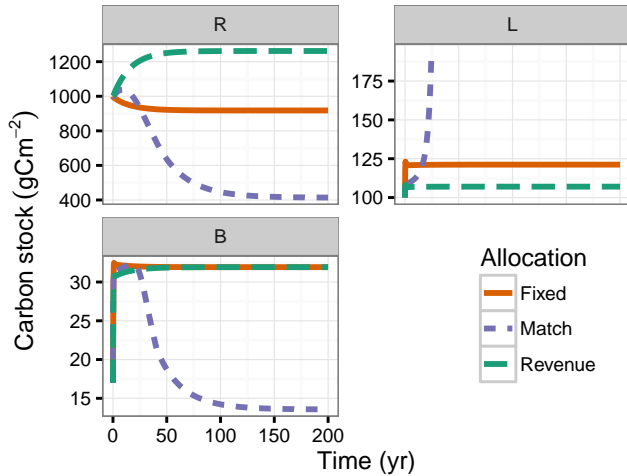 R
L
1200
1000
800
600
400
175
150
125
100
B
30
25
20
15
0 50 100 150 200
Carbon stock (gCm⁻²)
Time (yr)
Allocation
Fixed
Match
Revenue